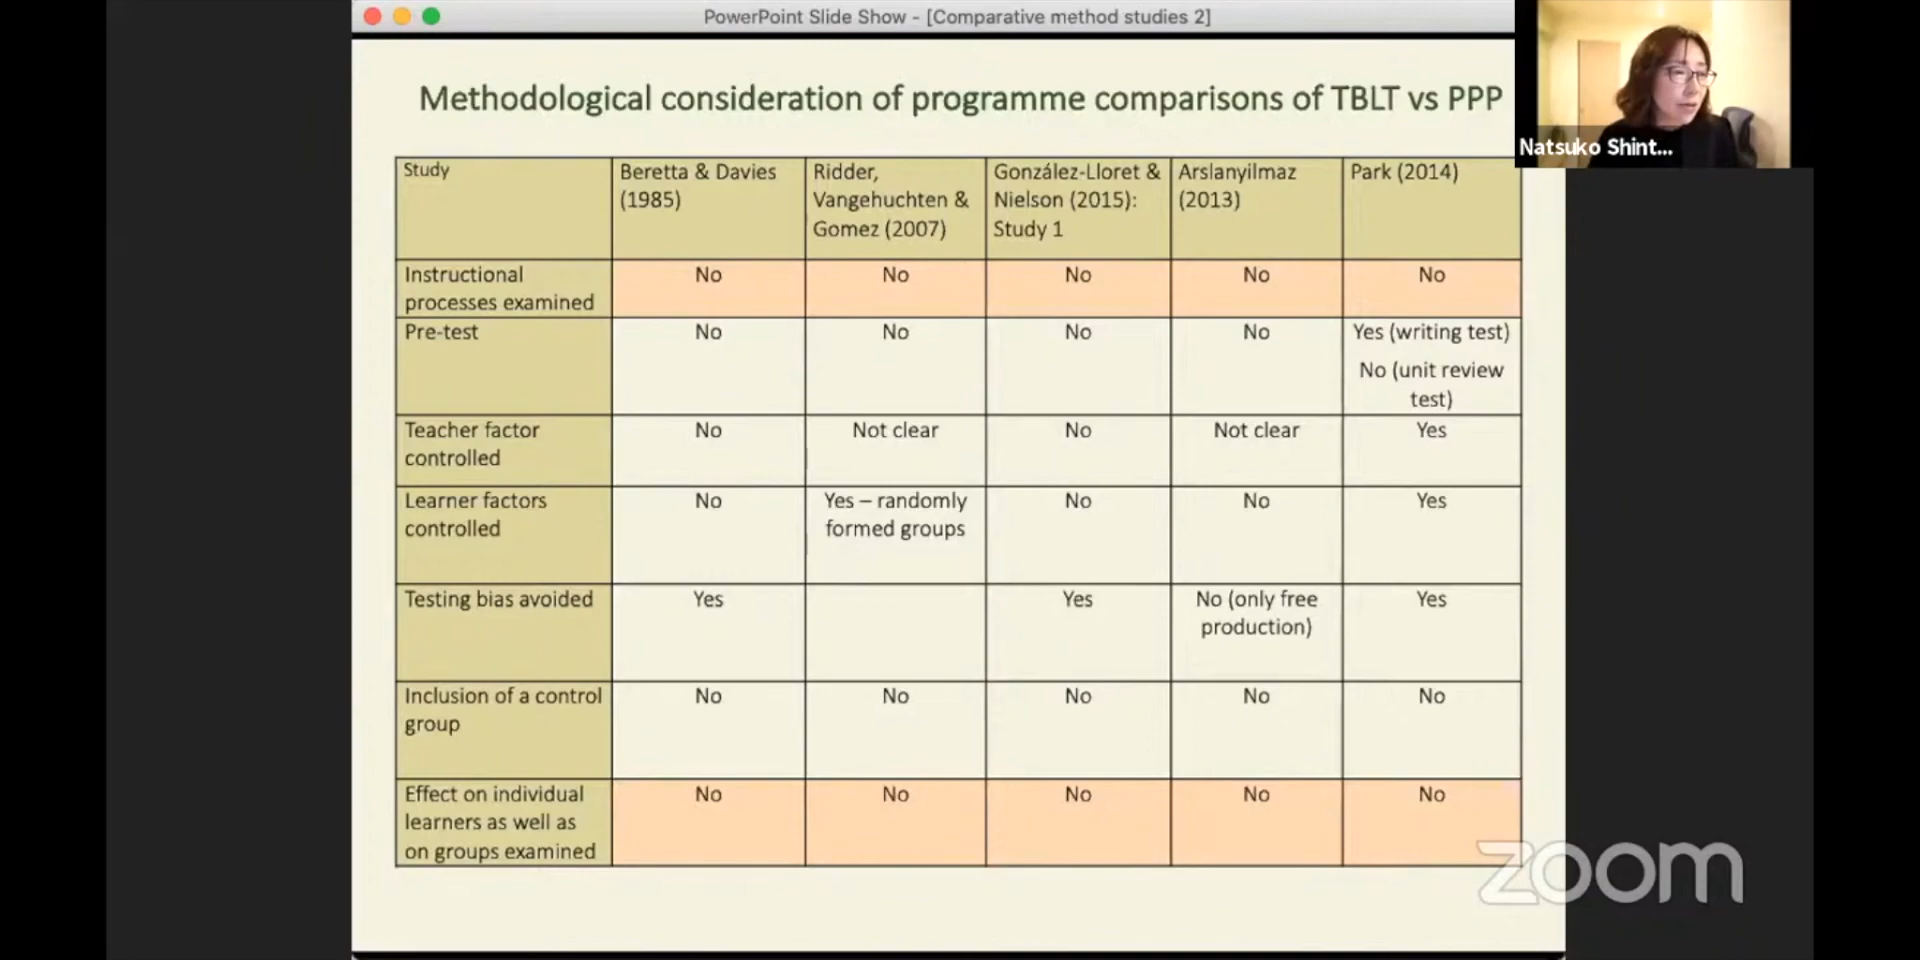 PowerPoint Slide Show - [Comparative method studies 2]
Methodological consideration of programme comparisons of TBLT vs PPP
Natsuko Shint...
Study
Beretta & Davies
(1985)
Ridder,
Vangehuchten &
Gomez (2007)
González-Lloret &
Nielson (2015):
Study 1
Arslanyilmaz
(2013)
Park (2014)
Instructional
processes examined
No
No
No
No
No
Pre-test
No
No
No
No
Yes (writing test)
No (unit review
test)
Teacher factor
controlled
No
Not clear
No
Not clear
Yes
Learner factors
controlled
No
Yes – randomly
formed groups
No
No
Yes
Testing bias avoided
Yes
Yes
No (only free
production)
Yes
Inclusion of a control
group
No
No
No
No
No
Effect on individual
learners as well as
on groups examined
No
No
No
No
No
zoom